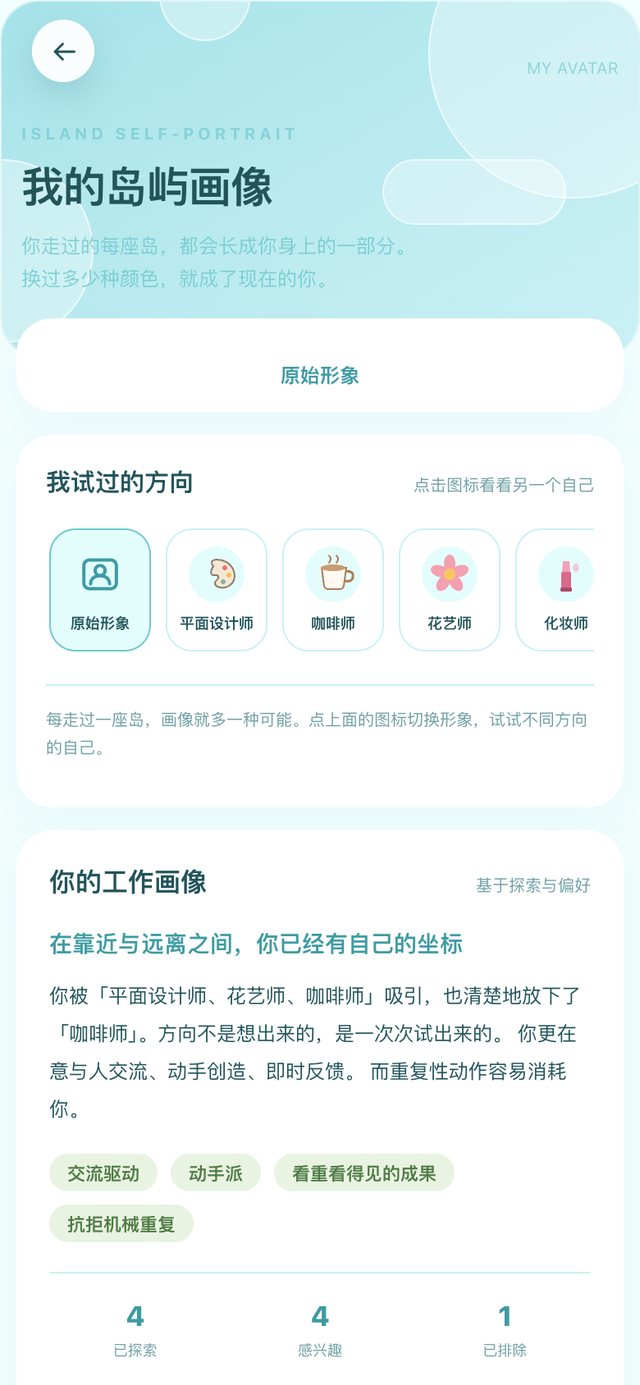 MY AVATAR
ISLAND SELF-PORTRAIT
我的岛屿画像
你走过的每座岛，都会长成你身上的一部分。
换过多少种颜色，就成了现在的你。
原始形象
我试过的方向
点击图标看看另一个自己
原始形象
平面设计师
咖啡师
花艺师
化妆师
每走过一座岛，画像就多一种可能。点上面的图标切换形象，试试不同方向
的自己。
你的工作画像
基于探索与偏好
在靠近与远离之间，你已经有自己的坐标
你被「平面设计师、花艺师、咖啡师」吸引，也清楚地放下了
「咖啡师」。方向不是想出来的，是一次次试出来的。 你更在
意与人交流、动手创造、即时反馈。 而重复性动作容易消耗
你。
交流驱动
动手派
看重看得见的成果
抗拒机械重复
4
4
1
已探索
感兴趣
已排除